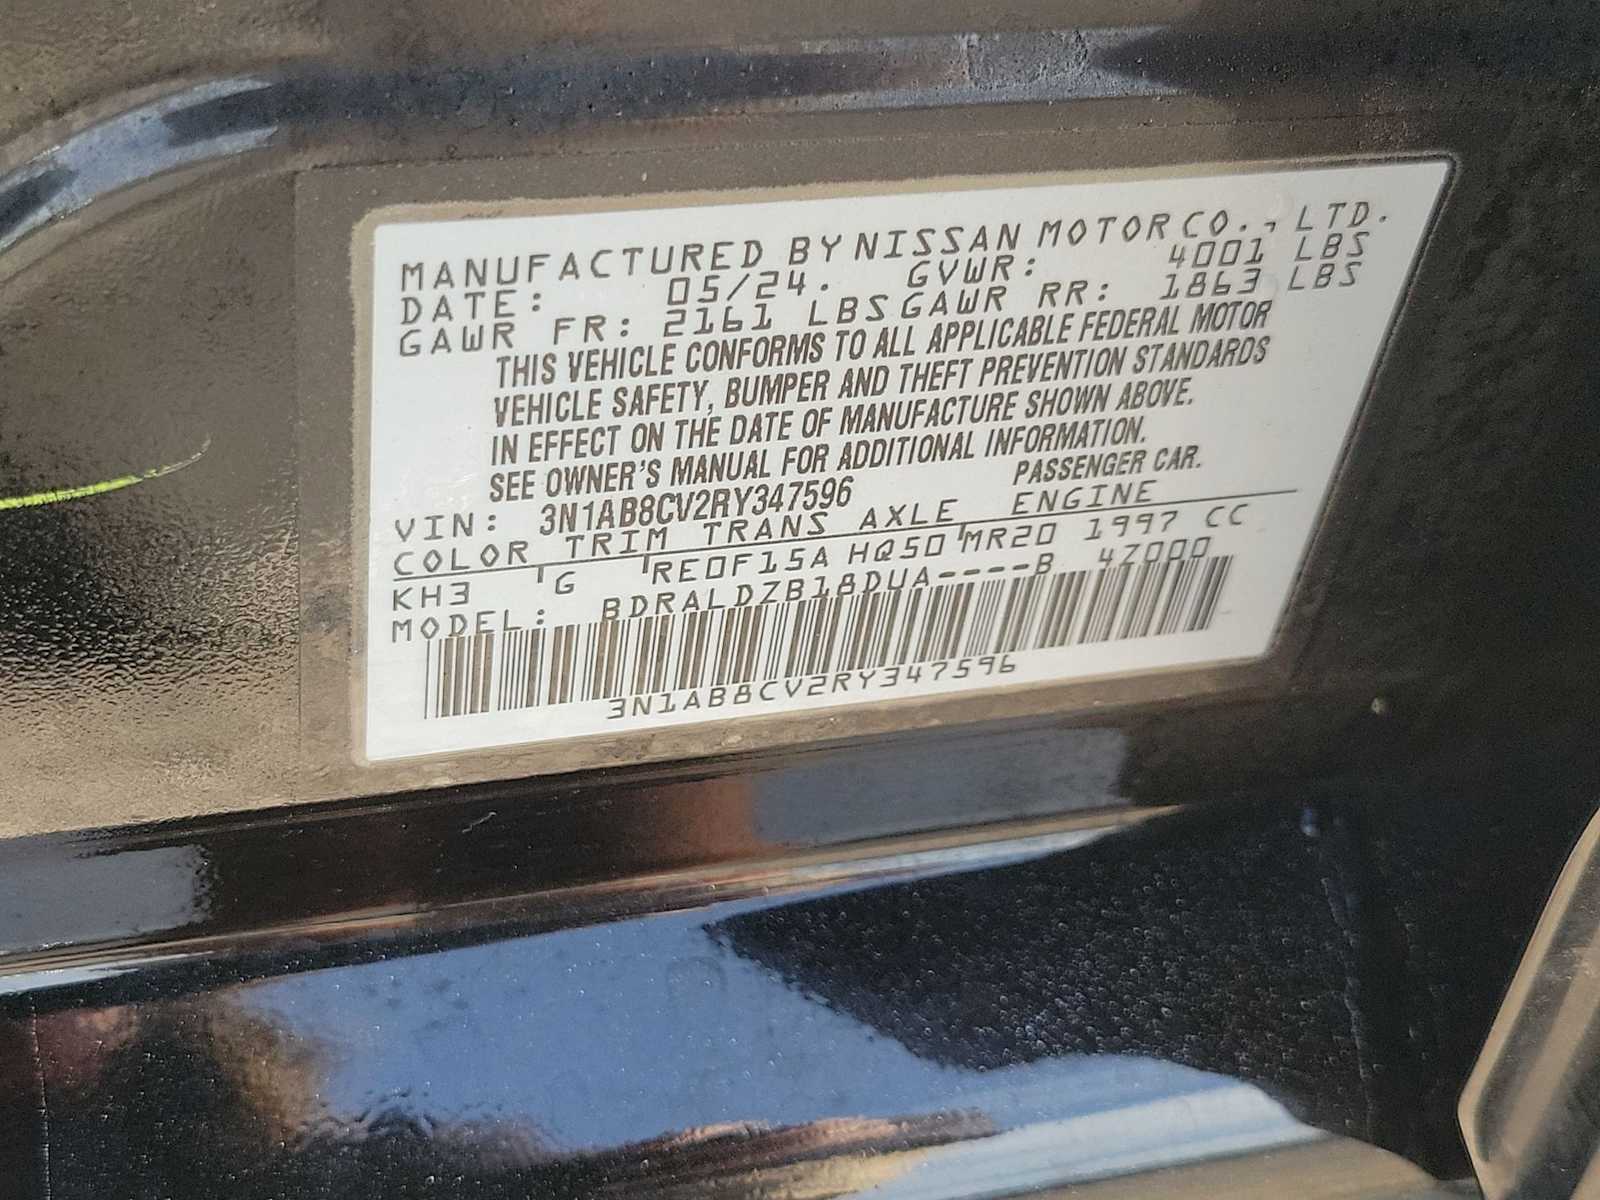 MANUFACTURED BY NISSAN MOTOR CO., LTD.
DATE: 05/24. GVWR: 4001 LBS
GAWR FR: 2161 LBS GAWR RR: 1863 LBS
THIS VEHICLE CONFORMS TO ALL APPLICABLE FEDERAL MOTOR
VEHICLE SAFETY, BUMPER AND THEFT PREVENTION STANDARDS
IN EFFECT ON THE DATE OF MANUFACTURE SHOWN ABOVE.
SEE OWNER'S MANUAL FOR ADDITIONAL INFORMATION.
VIN: 3N1AB8CV2RY347596 PASSENGER CAR.
COLOR TRIM TRANS AXLE ENGINE
KH3 G RE0F15A HQ50 MR20 1997 CC
MODEL: BDRALDZB18DUA----B 4Z000
3N1AB8CV2RY347596